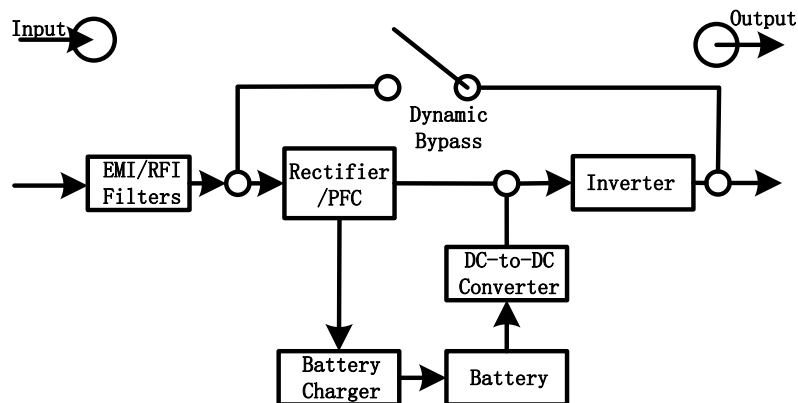 Input
Output
Dynamic
Bypass
EMI/RFI
Filters
Rectifier
/PFC
Inverter
DC-to-DC
Converter
Battery
Charger
Battery